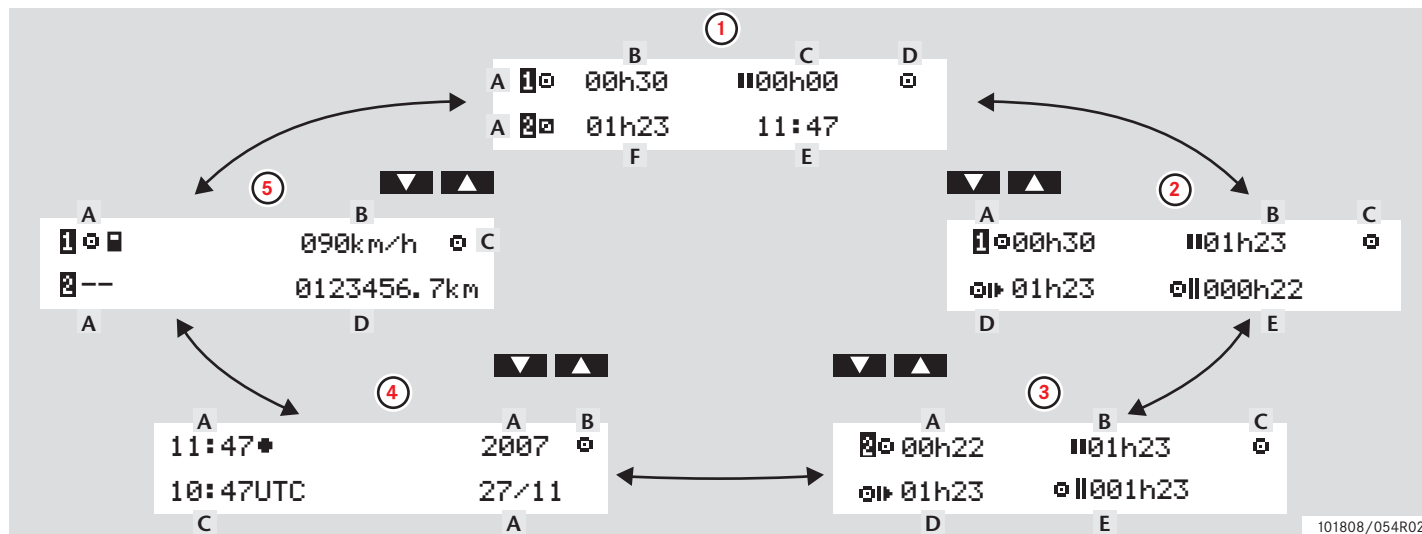 1
B C D
A 1 00h30 00h00
A 2 01h23 11:47
F E
5
A B
1 090km/h C
2-- 0123456.7km
A D
2
A B C
1 00h30 01h23
01h23 000h22
D E
4
A A B
11:47 2007
10:47UTC 27/11
C A
3
A B C
2 00h22 01h23
01h23 001h23
D E
101808/054R02